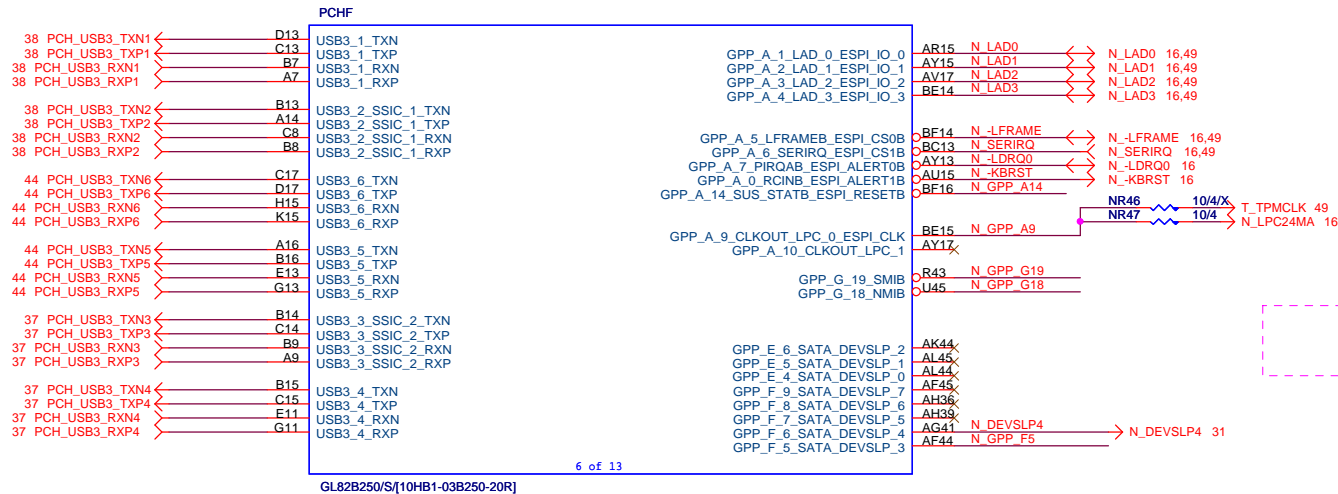 PCHF
38 PCH_USB3_TXN1 D13 USB3_1_TXN
38 PCH_USB3_TXP1 C13 USB3_1_TXP
38 PCH_USB3_RXN1 B7 USB3_1_RXN
38 PCH_USB3_RXP1 A7 USB3_1_RXP
38 PCH_USB3_TXN2 B13 USB3_2_SSIC_1_TXN
38 PCH_USB3_TXP2 A14 USB3_2_SSIC_1_TXP
38 PCH_USB3_RXN2 C8 USB3_2_SSIC_1_RXN
38 PCH_USB3_RXP2 B8 USB3_2_SSIC_1_RXP
44 PCH_USB3_TXN6 C17 USB3_6_TXN
44 PCH_USB3_TXP6 D17 USB3_6_TXP
44 PCH_USB3_RXN6 H15 USB3_6_RXN
44 PCH_USB3_RXP6 K15 USB3_6_RXP
44 PCH_USB3_TXN5 A16 USB3_5_TXN
44 PCH_USB3_TXP5 B16 USB3_5_TXP
44 PCH_USB3_RXN5 E13 USB3_5_RXN
44 PCH_USB3_RXP5 G13 USB3_5_RXP
37 PCH_USB3_TXN3 B14 USB3_3_SSIC_2_TXN
37 PCH_USB3_TXP3 C14 USB3_3_SSIC_2_TXP
37 PCH_USB3_RXN3 B9 USB3_3_SSIC_2_RXN
37 PCH_USB3_RXP3 A9 USB3_3_SSIC_2_RXP
37 PCH_USB3_TXN4 B15 USB3_4_TXN
37 PCH_USB3_TXP4 C15 USB3_4_TXP
37 PCH_USB3_RXN4 E11 USB3_4_RXN
37 PCH_USB3_RXP4 G11 USB3_4_RXP
GPP_A_1_LAD_0_ESPI_IO_0 AR15 N_LAD0 N_LAD0 16,49
GPP_A_2_LAD_1_ESPI_IO_1 AY15 N_LAD1 N_LAD1 16,49
GPP_A_3_LAD_2_ESPI_IO_2 AV17 N_LAD2 N_LAD2 16,49
GPP_A_4_LAD_3_ESPI_IO_3 BE14 N_LAD3 N_LAD3 16,49
GPP_A_5_LFRAMEB_ESPI_CS0B BF14 N_-LFRAME N_-LFRAME 16,49
GPP_A_6_SERIRQ_ESPI_CS1B BC13 N_SERIRQ N_SERIRQ 16,49
GPP_A_7_PIRQAB_ESPI_ALERT0B AY13 N_-LDRQ0 N_-LDRQ0 16
GPP_A_0_RCINB_ESPI_ALERT1B AU15 N_-KBRST N_-KBRST 16
GPP_A_14_SUS_STATB_ESPI_RESETB BF16 N_GPP_A14
NR46 10/4/X T_TPMCLK 49
NR47 10/4 N_LPC24MA 16
GPP_A_9_CLKOUT_LPC_0_ESPI_CLK BE15 N_GPP_A9
GPP_A_10_CLKOUT_LPC_1 AY17
GPP_G_19_SMIB R43 N_GPP_G19
GPP_G_18_NMIB U45 N_GPP_G18
GPP_E_6_SATA_DEVSLP_2 AK44
GPP_E_5_SATA_DEVSLP_1 AL45
GPP_E_4_SATA_DEVSLP_0 AL44
GPP_F_9_SATA_DEVSLP_7 AF45
GPP_F_8_SATA_DEVSLP_6 AH36
GPP_F_7_SATA_DEVSLP_5 AH39
GPP_F_6_SATA_DEVSLP_4 AG41 N_DEVSLP4 N_DEVSLP4 31
GPP_F_5_SATA_DEVSLP_3 AF44 N_GPP_F5
6 of 13
GL82B250/S/[10HB1-03B250-20R]